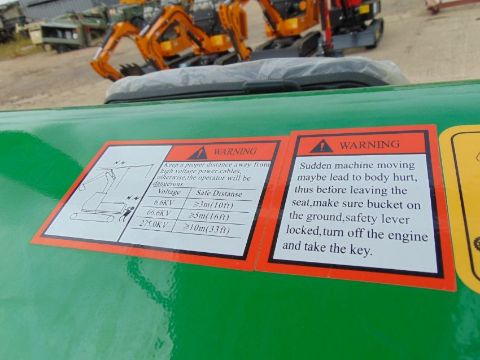 WARNING
Keep a proper distance away from
high voltage power cables,
otherwise,the operator will be
dangerous.
Voltage Safe Distanse
6.6KV ≥3m(10ft)
66.6KV ≥5m(16ft)
275.0KV ≥10m(33ft)
WARNING
Sudden machine moving
may lead to body hurt,
thus before leaving the
seat,make sure bucket on
the ground,safety lever
locked,turn off the engine
and take the key.